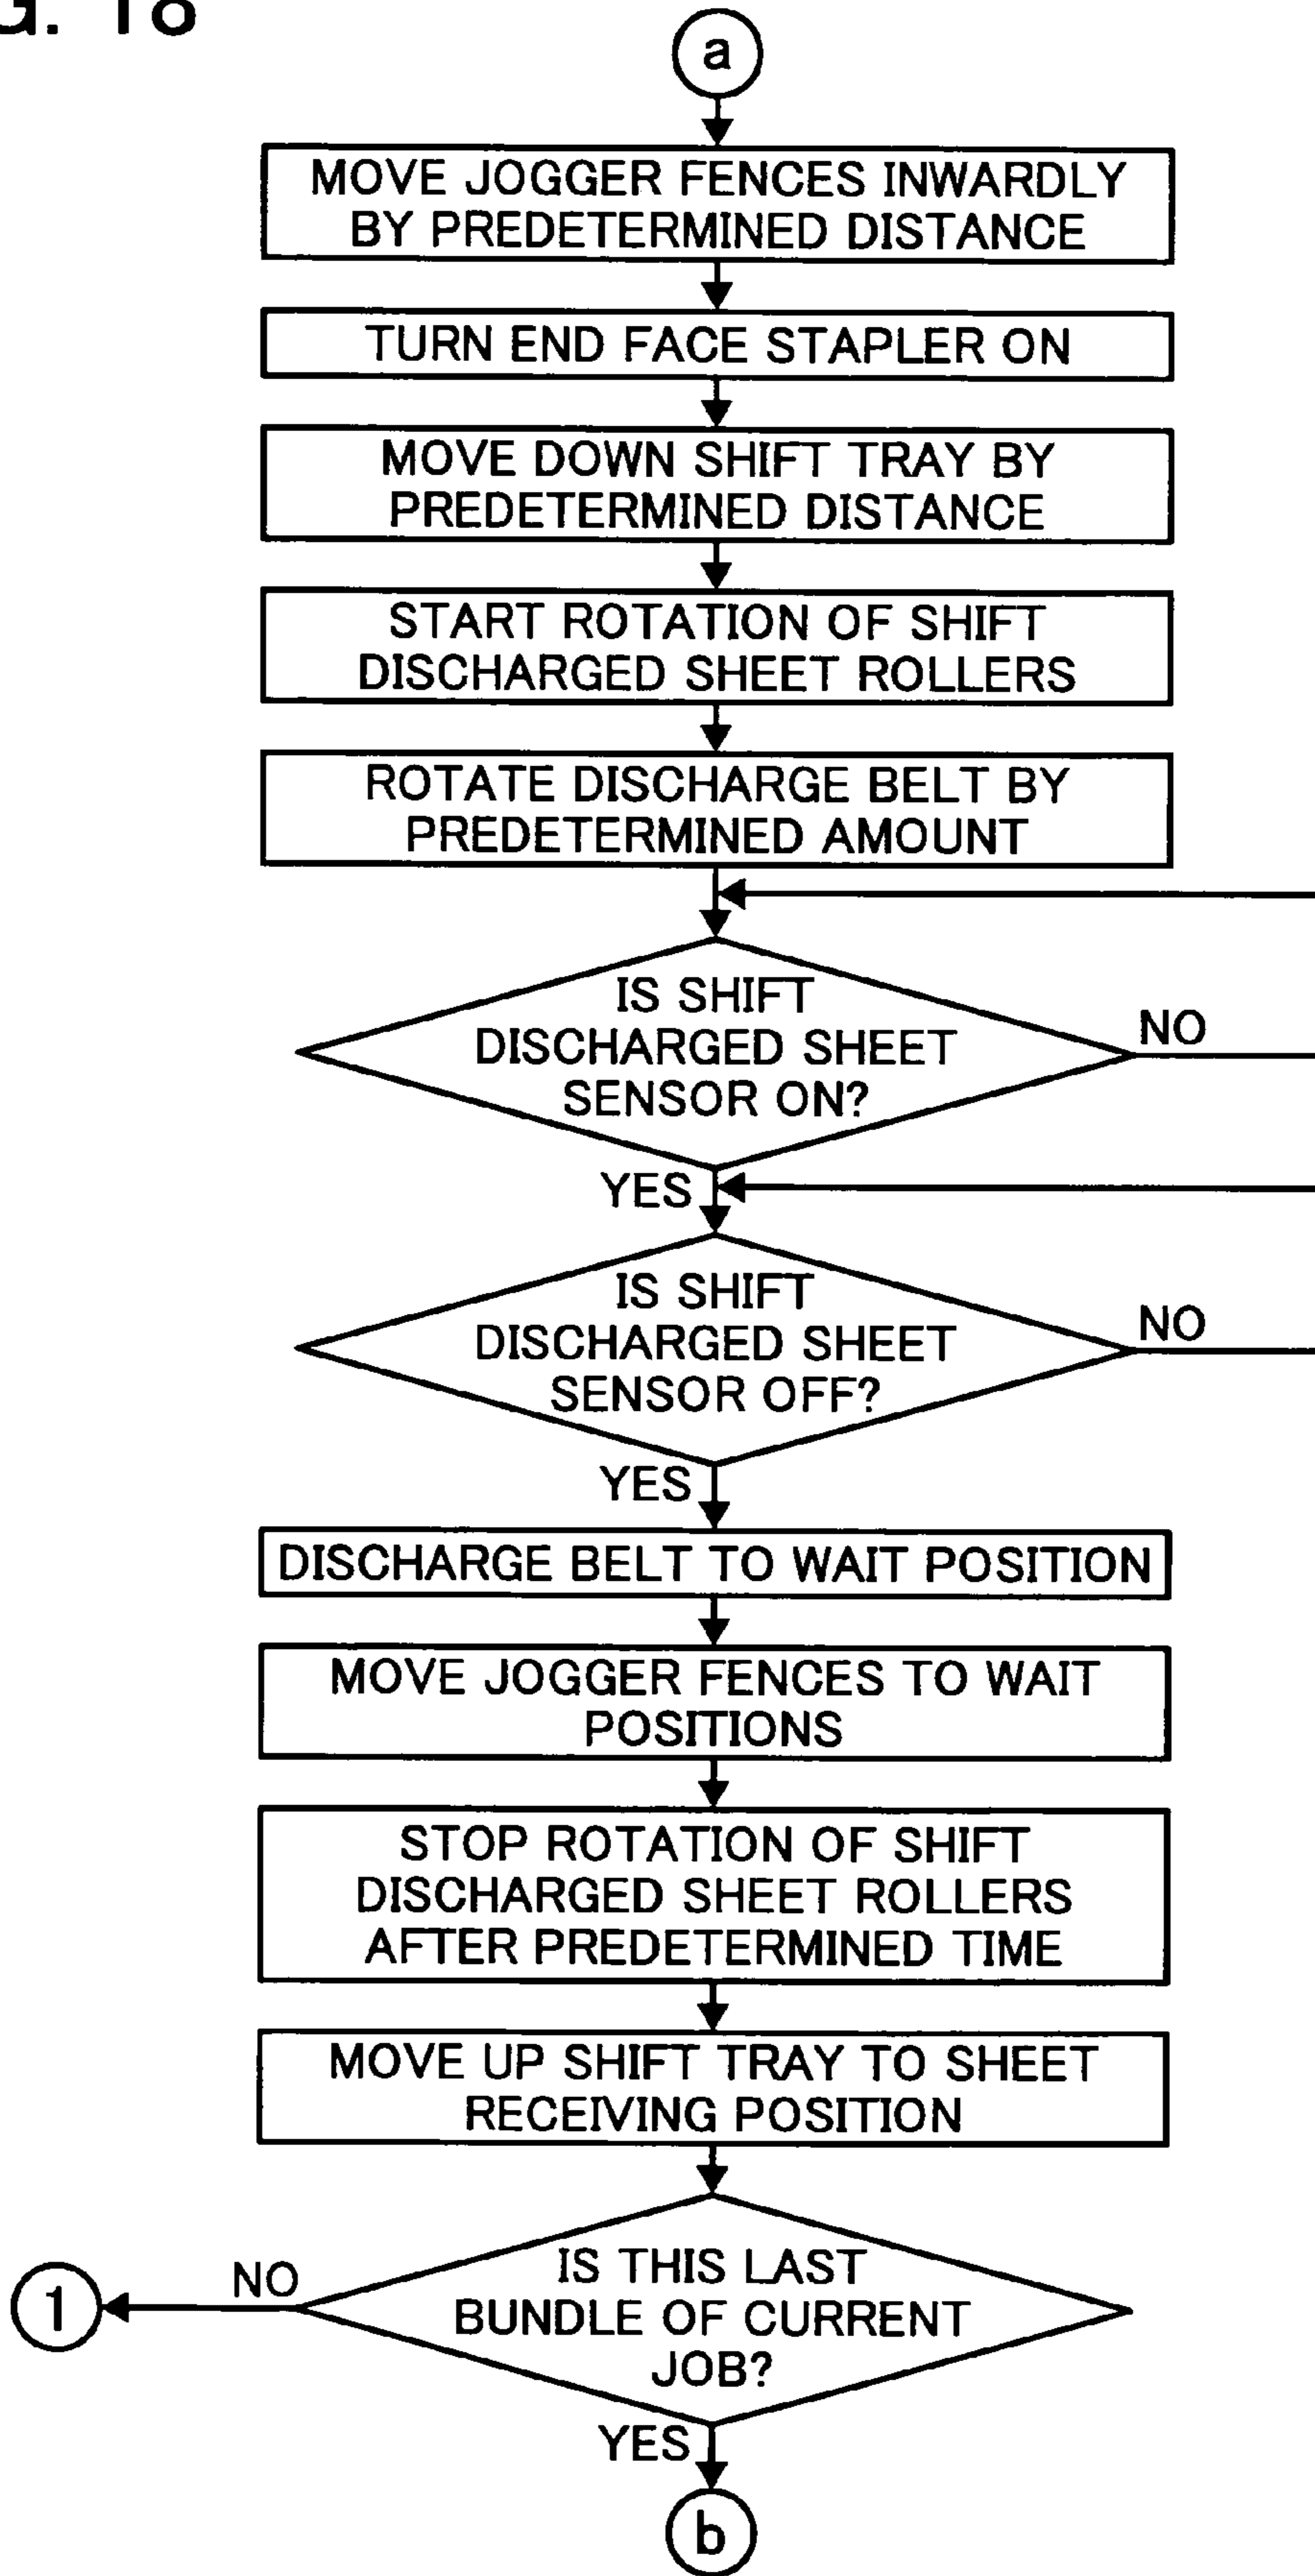 G. 18
a
MOVE JOGGER FENCES INWARDLY
BY PREDETERMINED DISTANCE
TURN END FACE STAPLER ON
MOVE DOWN SHIFT TRAY BY
PREDETERMINED DISTANCE
START ROTATION OF SHIFT
DISCHARGED SHEET ROLLERS
ROTATE DISCHARGE BELT BY
PREDETERMINED AMOUNT
IS SHIFT
DISCHARGED SHEET
SENSOR ON?
NO
YES
IS SHIFT
DISCHARGED SHEET
SENSOR OFF?
NO
YES
DISCHARGE BELT TO WAIT POSITION
MOVE JOGGER FENCES TO WAIT
POSITIONS
STOP ROTATION OF SHIFT
DISCHARGED SHEET ROLLERS
AFTER PREDETERMINED TIME
MOVE UP SHIFT TRAY TO SHEET
RECEIVING POSITION
IS THIS LAST
BUNDLE OF CURRENT
JOB?
NO
1
YES
b